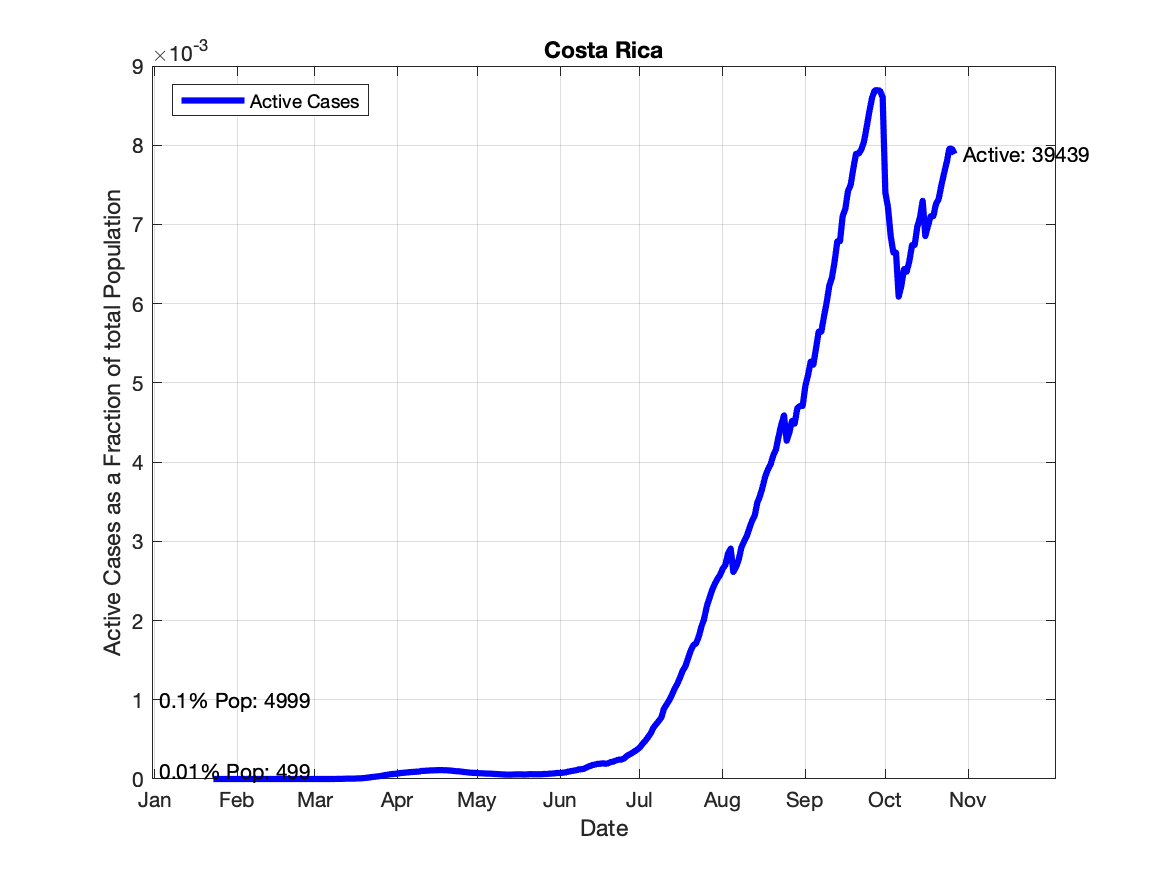 Costa Rica
×10-3
9
8
7
6
5
4
3
2
1
0
Active Cases
Active: 39439
0.1% Pop: 4999
0.01% Pop: 499
Active Cases as a Fraction of total Population
Jan Feb Mar Apr May Jun Jul Aug Sep Oct Nov
Date